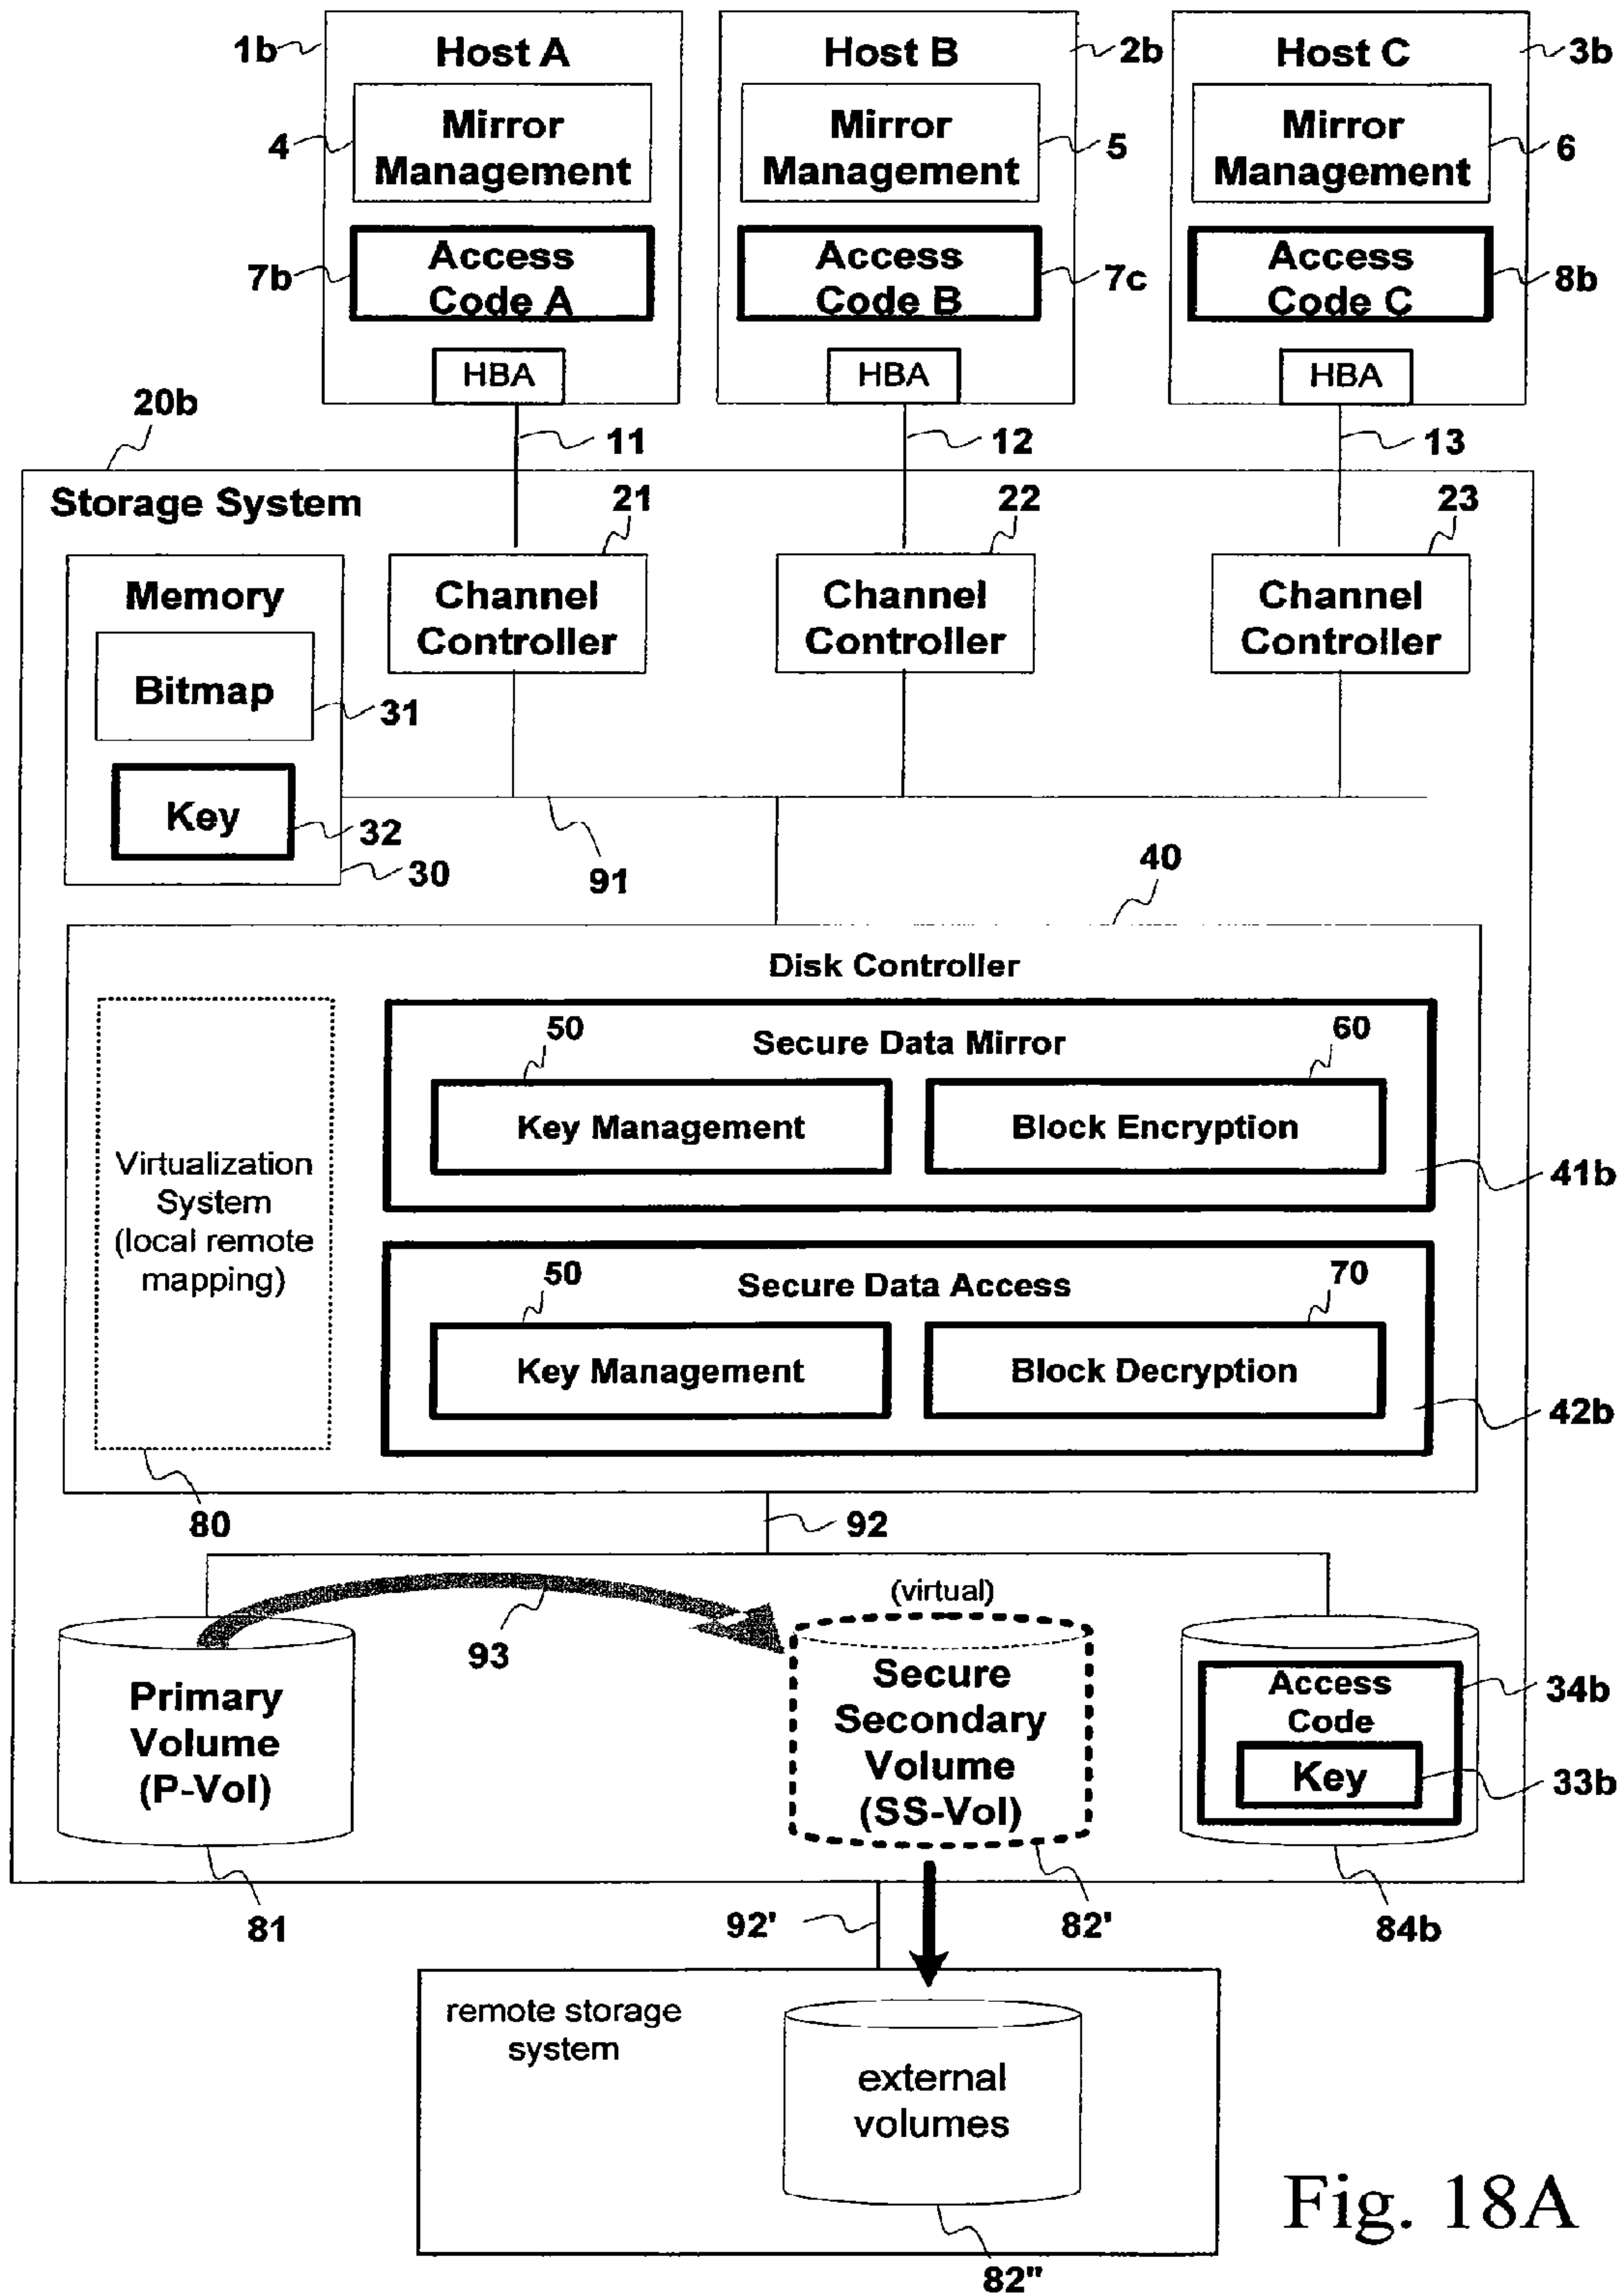 1b
Host A
Host B
2b
Host C
3b
4
Mirror
Management
Mirror
Management
5
Mirror
Management
6
7b
Access
Code A
Access
Code B
7c
Access
Code C
8b
HBA
HBA
HBA
20b
11
12
13
Storage System
21
22
23
Memory
Channel
Controller
Channel
Controller
Channel
Controller
Bitmap
31
Key
32
30
91
40
Disk Controller
Virtualization
System
(local remote
mapping)
50
Secure Data Mirror
60
Key Management
Block Encryption
41b
50
Secure Data Access
70
Key Management
Block Decryption
42b
80
92
93
(virtual)
Primary
Volume
(P-Vol)
Secure
Secondary
Volume
(SS-Vol)
Access
Code
34b
Key
33b
81
92'
82'
84b
remote storage
system
external
volumes
82"
Fig. 18A